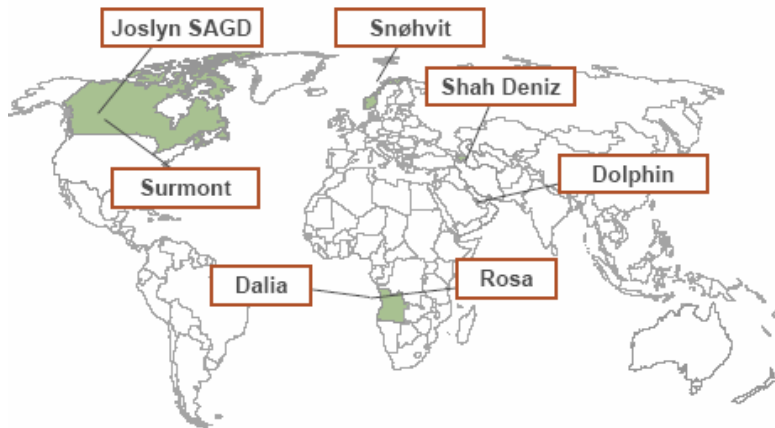 Joslyn SAGD
Snøhvit
Shah Deniz
Surmont
Dolphin
Dalia
Rosa